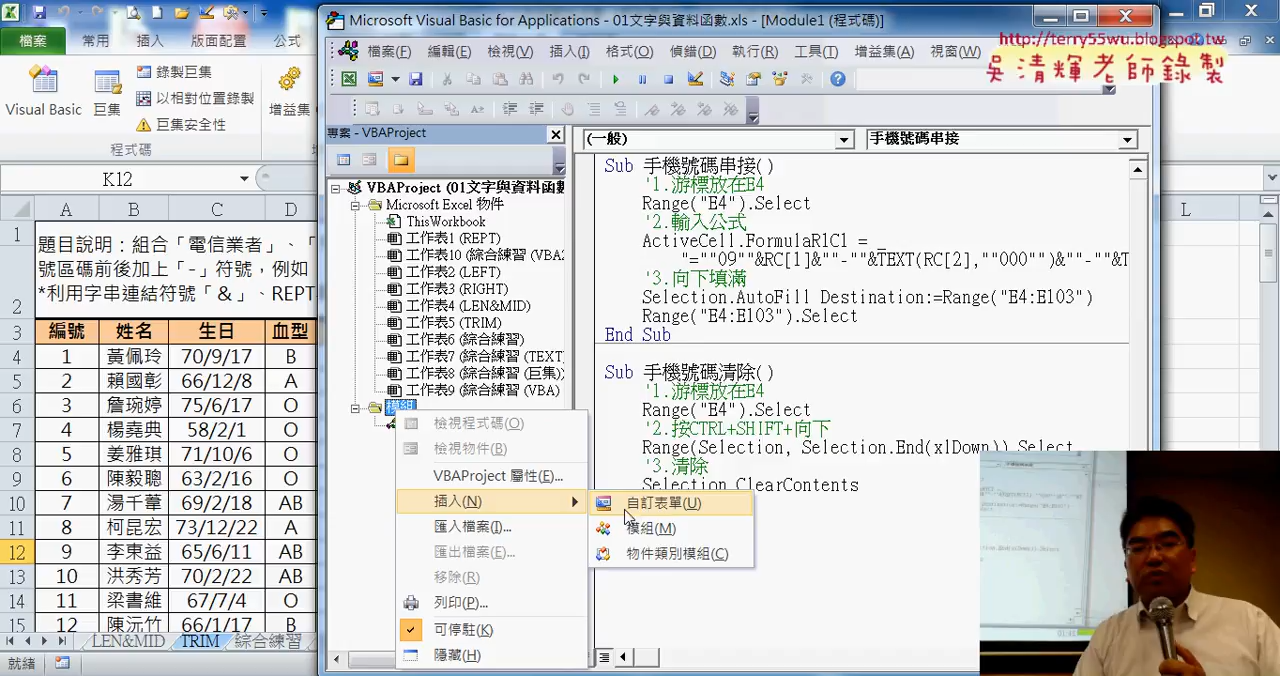 Microsoft Visual Basic for Applications - 01文字與資料函數.xls - [Module1 (程式碼)]
檔案 常用 插入 版面配置 公式
檔案(F) 編輯(E) 檢視(V) 插入(I) 格式(O) 偵錯(D) 執行(R) 工具(T) 增益集(A) 視窗(W)
http://terry55wu.blogspot.tw
吳清輝老師錄製
Visual Basic
巨集
錄製巨集
以相對位置錄製
巨集安全性
增益集
程式碼
專案 - VBAProject
(一般)
手機號碼串接
K12
VBAProject (01文字與資料函數
Microsoft Excel 物件
ThisWorkbook
工作表1 (REPT)
工作表10 (綜合練習 (VBA2
工作表2 (LEFT)
工作表3 (RIGHT)
工作表4 (LEN&MID)
工作表5 (TRIM)
工作表6 (綜合練習)
工作表7 (綜合練習 (TEXT)
工作表8 (綜合練習 (巨集)
工作表9 (綜合練習 (VBA)
模組
Sub 手機號碼串接()
'1.游標放在E4
Range("E4").Select
'2.輸入公式
ActiveCell.FormulaR1C1 = _
"=""09""&RC[1]&""-""&TEXT(RC[2],""000"")&""-""&T
'3.向下填滿
Selection.AutoFill Destination:=Range("E4:E103")
Range("E4:E103").Select
End Sub
Sub 手機號碼清除()
'1.游標放在E4
Range("E4").Select
'2.按CTRL+SHIFT+向下
Range(Selection, Selection.End(xlDown)).Select
'3.清除
Selection.ClearContents
檢視程式碼(O)
檢視物件(B)
VBAProject 屬性(E)...
插入(N)
匯入檔案(I)...
匯出檔案(E)...
移除(R)
列印(P)...
可停駐(K)
隱藏(H)
自訂表單(U)
模組(M)
物件類別模組(C)
A B C D L
1 題目說明：組合「電信業者」、「
號區碼前後加上「-」符號，例如
2 *利用字串連結符號「&」、REPT
3 編號 姓名 生日 血型
4 1 黃佩玲 70/9/17 B
5 2 賴國彰 66/12/8 A
6 3 詹琬婷 75/6/17 O
7 4 楊堯典 58/2/1 O
8 5 姜雅琪 71/10/6 O
9 6 陳毅聰 63/2/16 O
10 7 湯千葦 69/2/18 AB
11 8 柯昆宏 73/12/22 A
12 9 李東益 65/6/11 AB
13 10 洪秀芳 70/2/22 AB
14 11 梁書維 67/7/4 O
15 12 陳沅竹 66/1/17 AB
LEN&MID TRIM 綜合練習
就緒